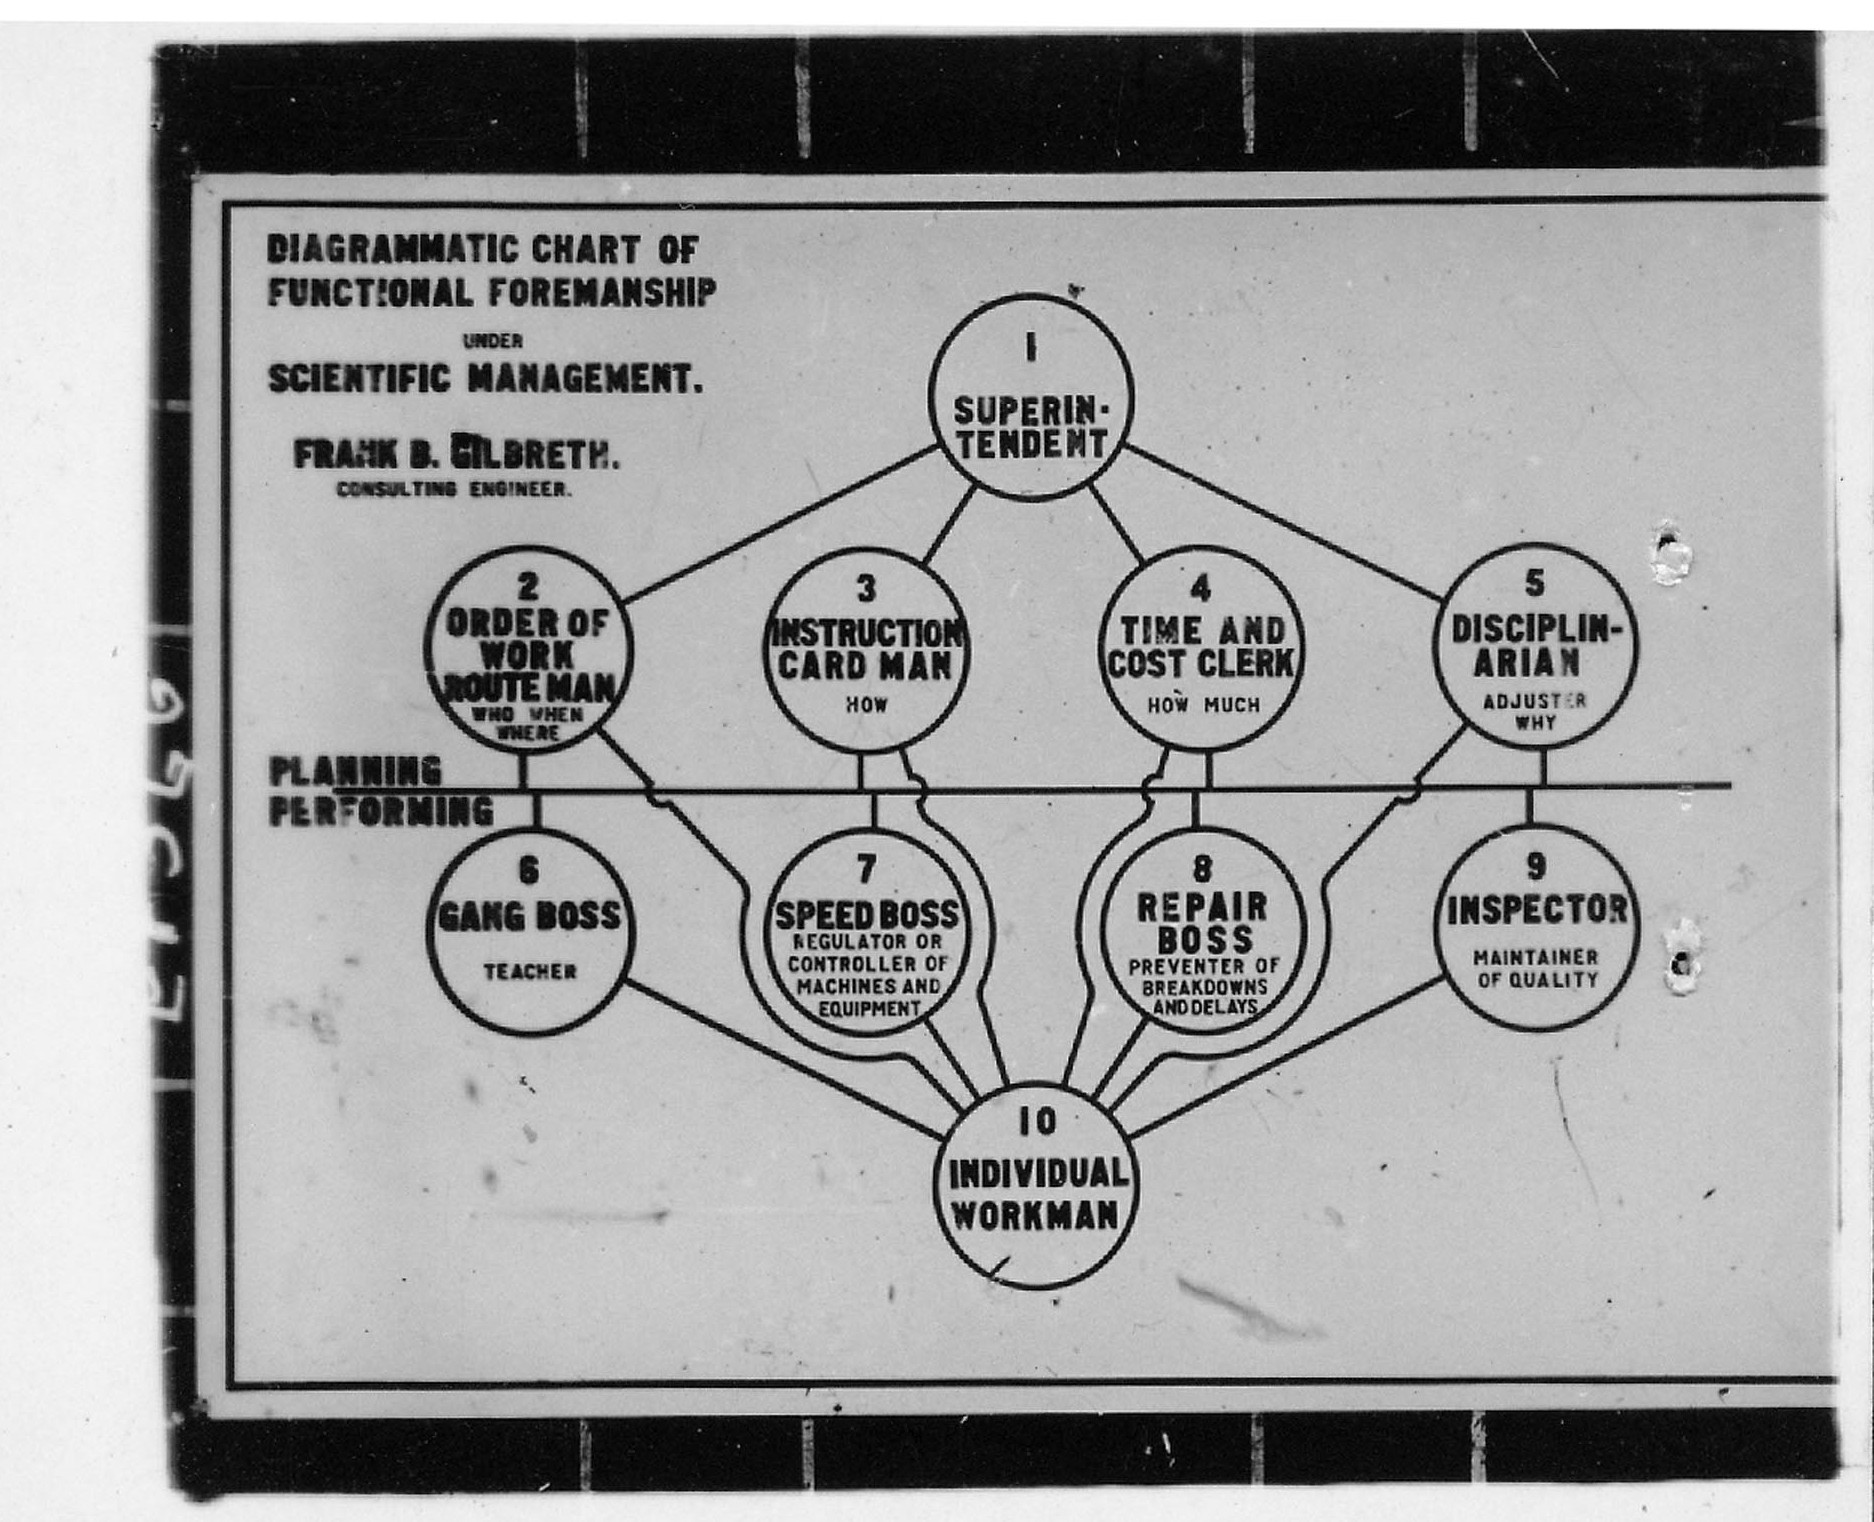 DIAGRAMMATIC CHART OF
FUNCTIONAL FOREMANSHIP
UNDER
SCIENTIFIC MANAGEMENT.
FRANK B. GILBRETH.
CONSULTING ENGINEER.
1
SUPERIN-
TENDENT
2
ORDER OF
WORK
ROUTE MAN
WHO WHEN
WHERE
3
INSTRUCTION
CARD MAN
HOW
4
TIME AND
COST CLERK
HOW MUCH
5
DISCIPLIN-
ARIAN
ADJUSTER
WHY
PLANNING
PERFORMING
6
GANG BOSS
TEACHER
7
SPEED BOSS
REGULATOR OR
CONTROLLER OF
MACHINES AND
EQUIPMENT
8
REPAIR
BOSS
PREVENTER OF
BREAKDOWNS
AND DELAYS
9
INSPECTOR
MAINTAINER
OF QUALITY
10
INDIVIDUAL
WORKMAN